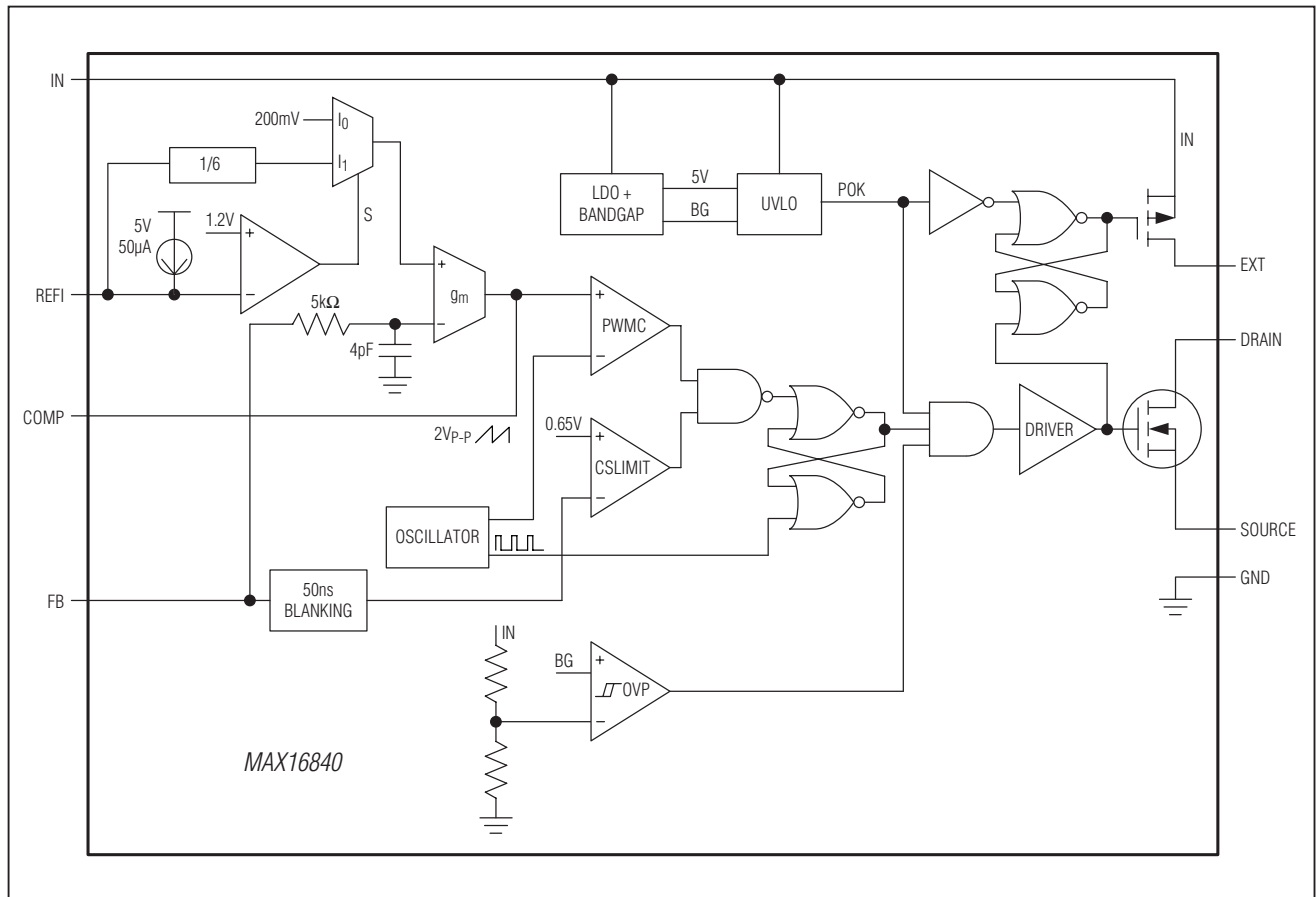 IN
200mV
I0
I1
1/6
S
5V
50µA
1.2V
+
−
REFI
5kΩ
4pF
+
gm
−
COMP
LDO +
BANDGAP
5V
BG
UVLO
POK
IN
EXT
DRAIN
SOURCE
GND
+
PWMC
−
2VP-P
0.65V
+
CSLIMIT
−
DRIVER
OSCILLATOR
FB
50ns
BLANKING
IN
BG
+
OVP
−
MAX16840